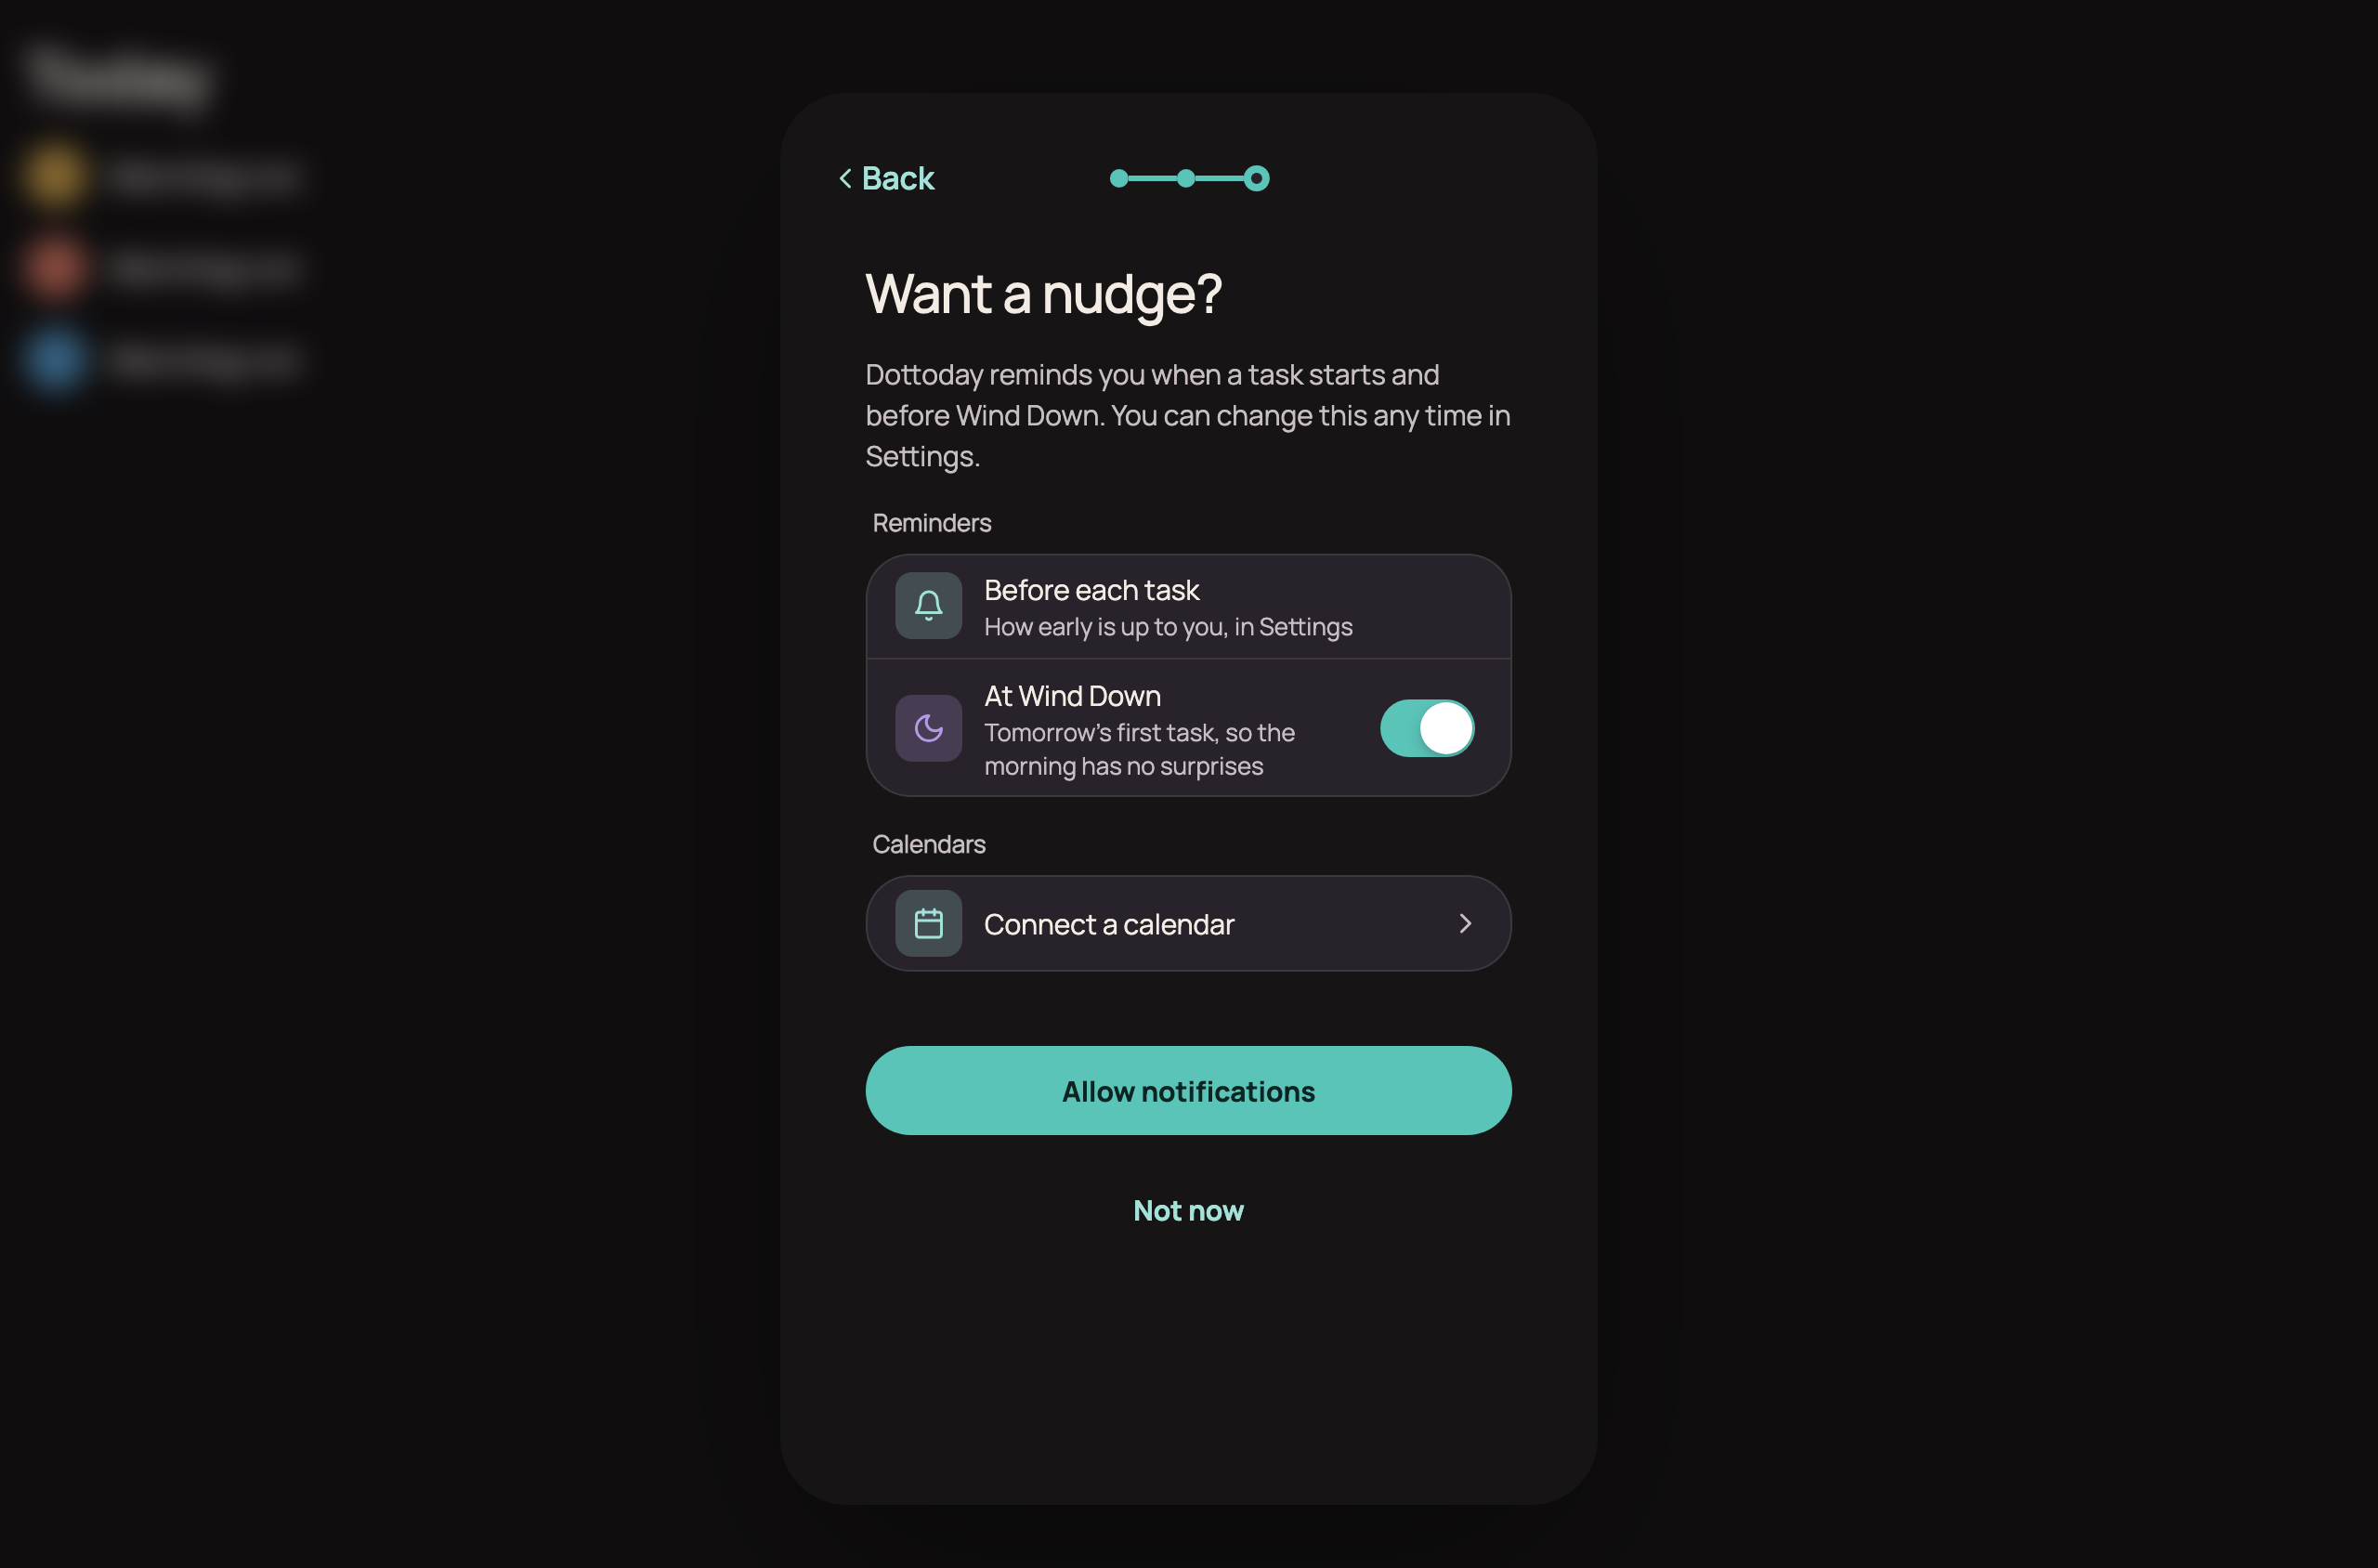 Today
Back
Want a nudge?
Dottoday reminds you when a task starts and
before Wind Down. You can change this any time in
Settings.
Reminders
Before each task
How early is up to you, in Settings
At Wind Down
Tomorrow’s first task, so the
morning has no surprises
Calendars
Connect a calendar
Allow notifications
Not now